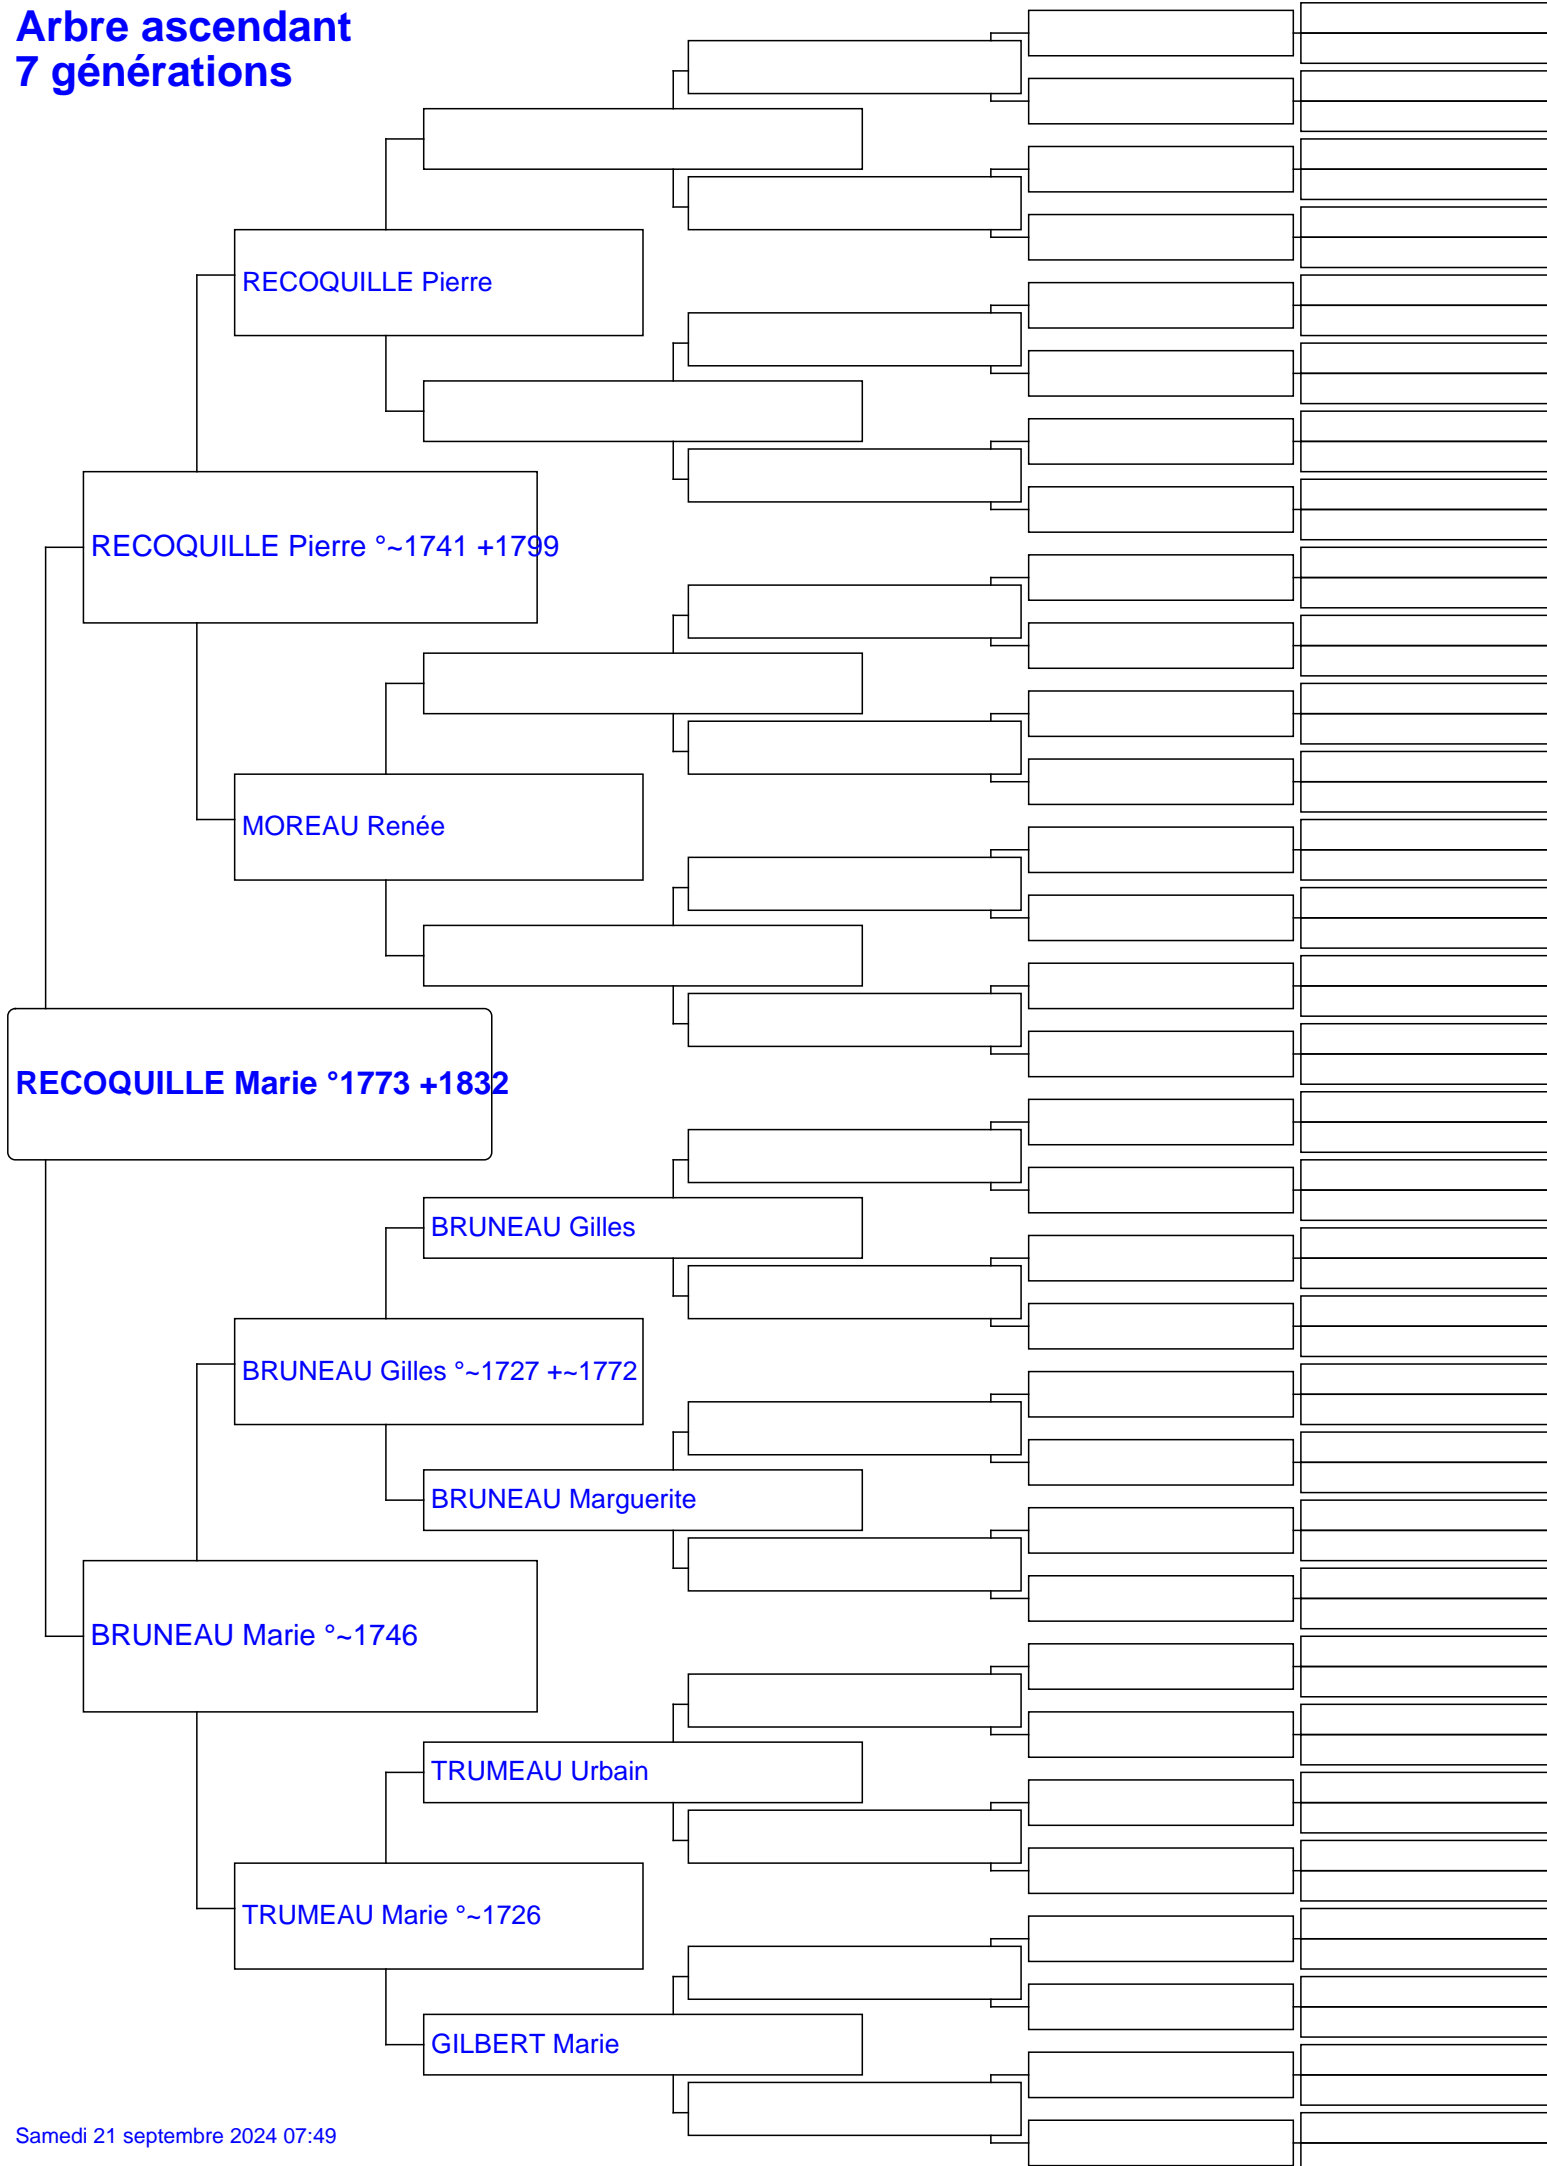 Arbre ascendant
7 générations
RECOQUILLE Pierre
RECOQUILLE Pierre °~1741 +1799
MOREAU Renée
RECOQUILLE Marie °1773 +1832
BRUNEAU Gilles
BRUNEAU Gilles °~1727 +~1772
BRUNEAU Marguerite
BRUNEAU Marie °~1746
TRUMEAU Urbain
TRUMEAU Marie °~1726
GILBERT Marie
Samedi 21 septembre 2024 07:49